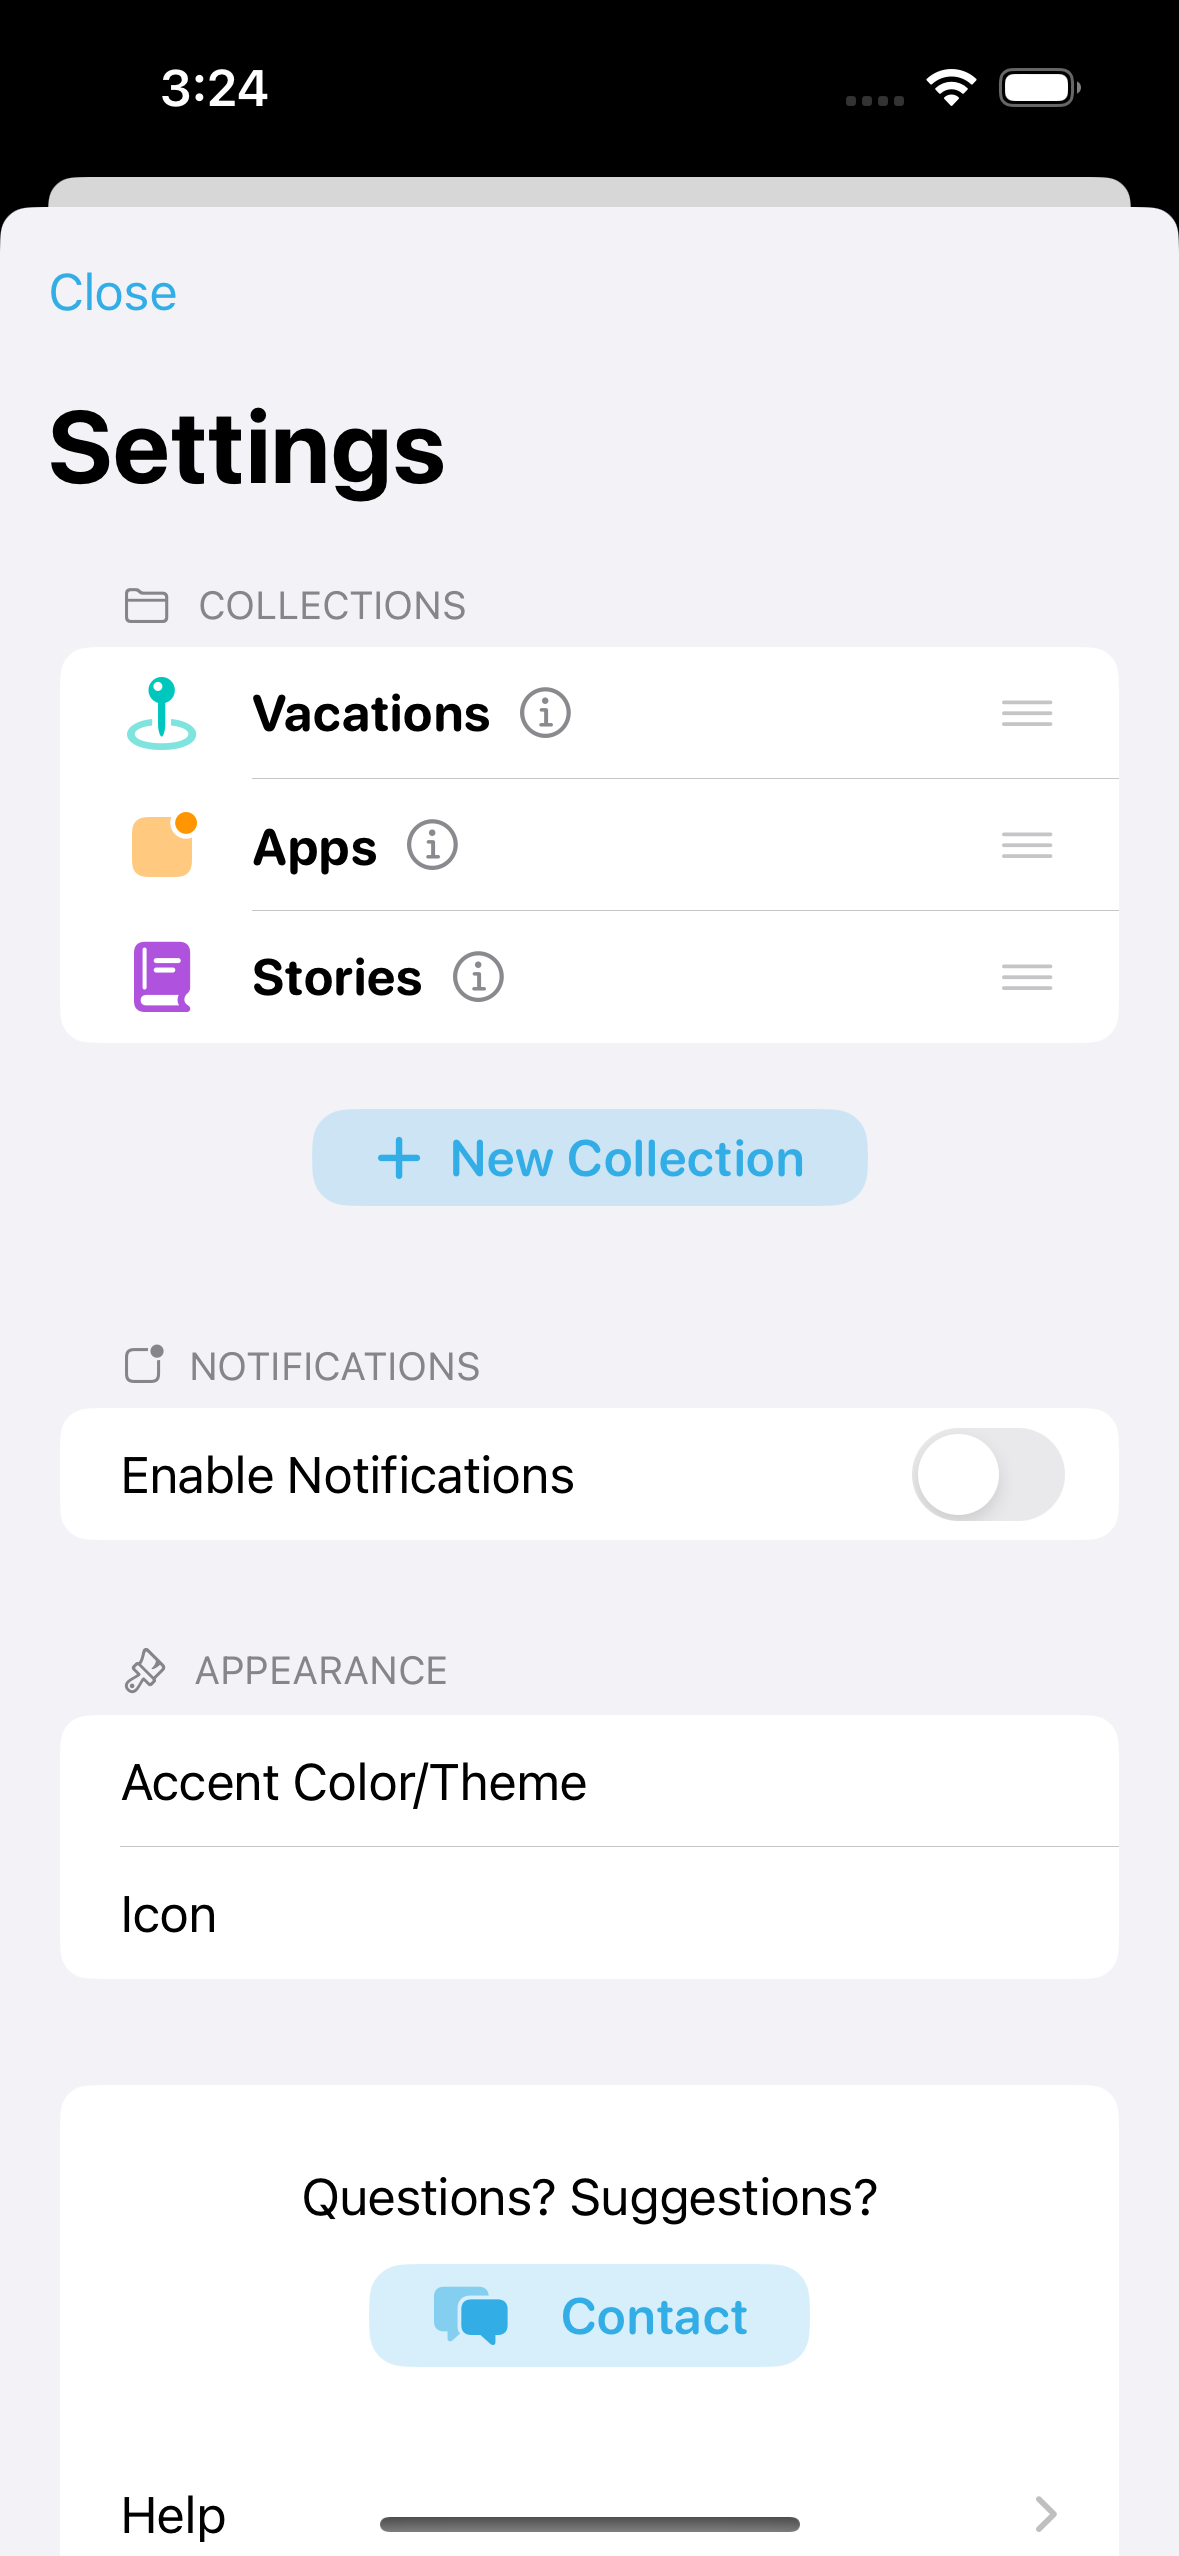 3:24
Close
Settings
COLLECTIONS
Vacations
Apps
Stories
New Collection
NOTIFICATIONS
Enable Notifications
APPEARANCE
Accent Color/Theme
Icon
Questions? Suggestions?
Contact
Help